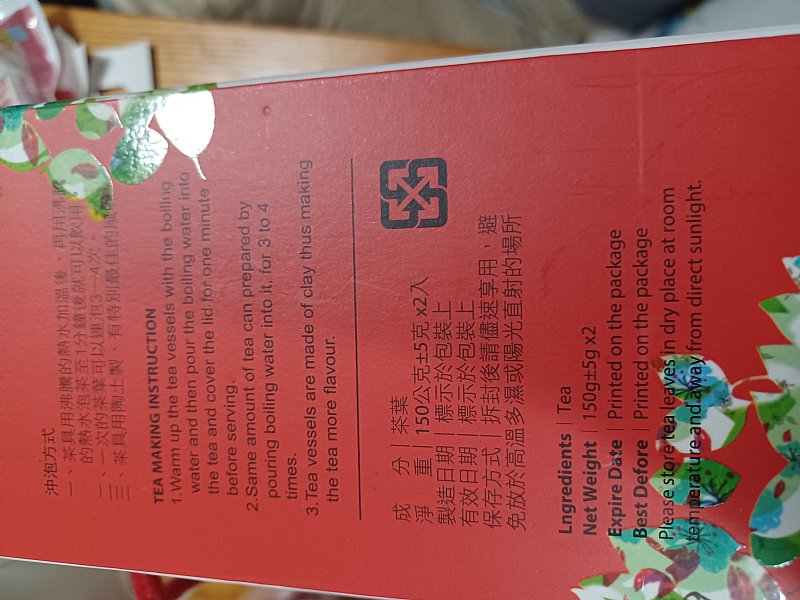 沖泡方式
一、茶具用沸騰的熱水加溫後，再用沸騰
的熱水泡茶至1分鐘後就可以飲用。
二、一次的茶葉可以連泡3—4次。
三、茶具用陶土製 有特別最佳的風
TEA MAKING INSTRUCTION
1.Warm up the tea vessels with the boiling
water and then pour the boiling water into
the tea and cover the lid for one minute
before serving.
2.Same amount of tea can prepared by
pouring boiling water into it, for 3 to 4
times.
3.Tea vessels are made of clay thus making
the tea more flavour.
成 分 | 茶葉
淨 重 | 150公克±5克 x2入
製造日期 | 標示於包裝上
有效日期 | 標示於包裝上
保存方式 | 拆封後請儘速享用，避
免放於高溫多濕或陽光直射的場所
Lngredients | Tea
Net Weight | 150g±5g x2
Expire Date | Printed on the package
Best Defore | Printed on the package
Please store tea leaves in dry place at room
temperature and away from direct sunlight.